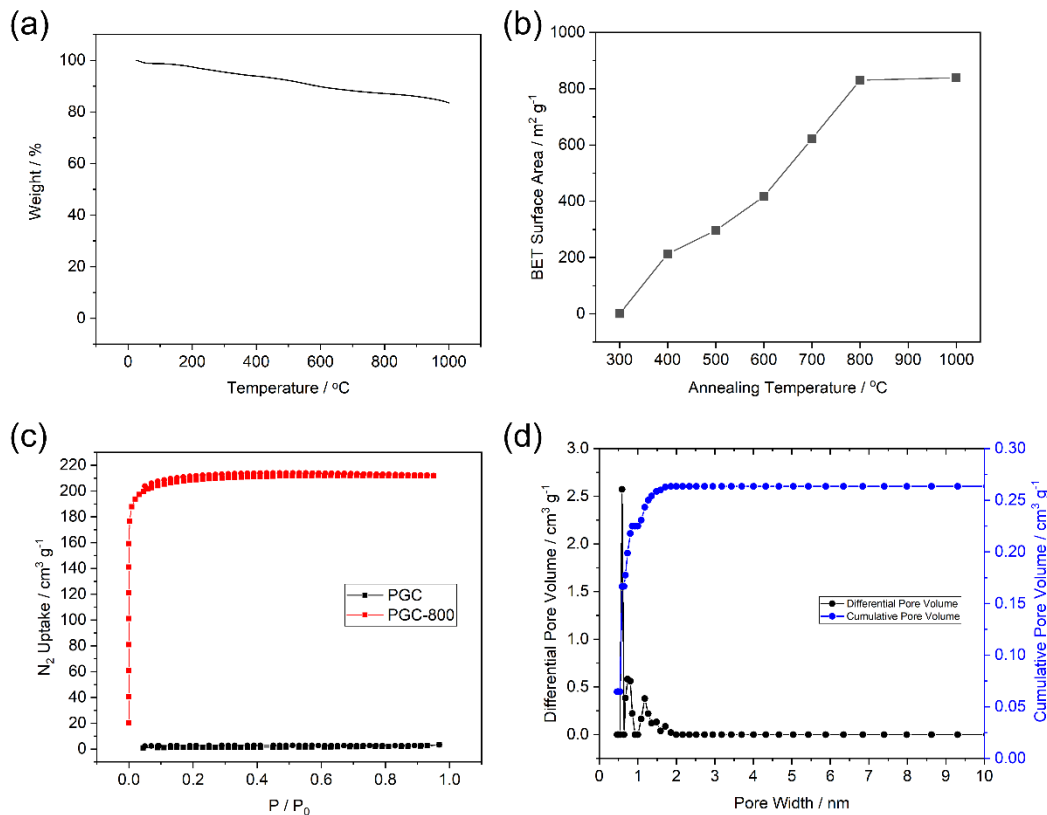 (a)
100
80
60
40
20
0
Weight / %
0 200 400 600 800 1000
Temperature / °C
(b)
800
600
400
200
0
BET Surface Area / m² g⁻¹
300 400 500 600 700 800 900 1000
Annealing Temperature / °C
(c)
220
200
180
160
140
120
100
80
60
40
20
0
N₂ Uptake / cm³ g⁻¹
PGC
PGC-800
0.0 0.2 0.4 0.6 0.8 1.0
P / P₀
(d)
3.0
2.5
2.0
1.5
1.0
0.5
0.0
Differential Pore Volume / cm³ g⁻¹
Differential Pore Volume
Cumulative Pore Volume
0.30
0.25
0.20
0.15
0.10
0.05
0.00
Cumulative Pore Volume / cm³ g⁻¹
0 1 2 3 4 5 6 7 8 9 10
Pore Width / nm